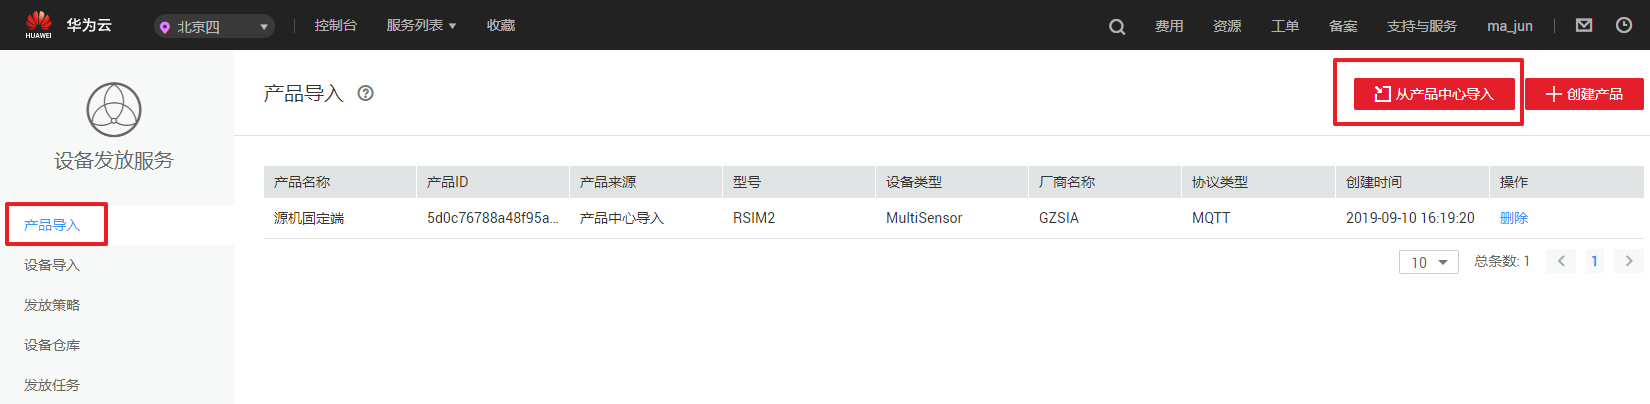 HUAWEI 华为云 北京四 控制台 服务列表 收藏 费用 资源 工单 备案 支持与服务 ma_jun
设备发放服务
产品导入
设备导入
发放策略
设备仓库
发放任务
产品导入 ? 从产品中心导入 创建产品
产品名称 产品ID 产品来源 型号 设备类型 厂商名称 协议类型 创建时间 操作
源机固定端 5d0c76788a48f95a... 产品中心导入 RSIM2 MultiSensor GZSIA MQTT 2019-09-10 16:19:20 删除
10 总条数: 1 < 1 >